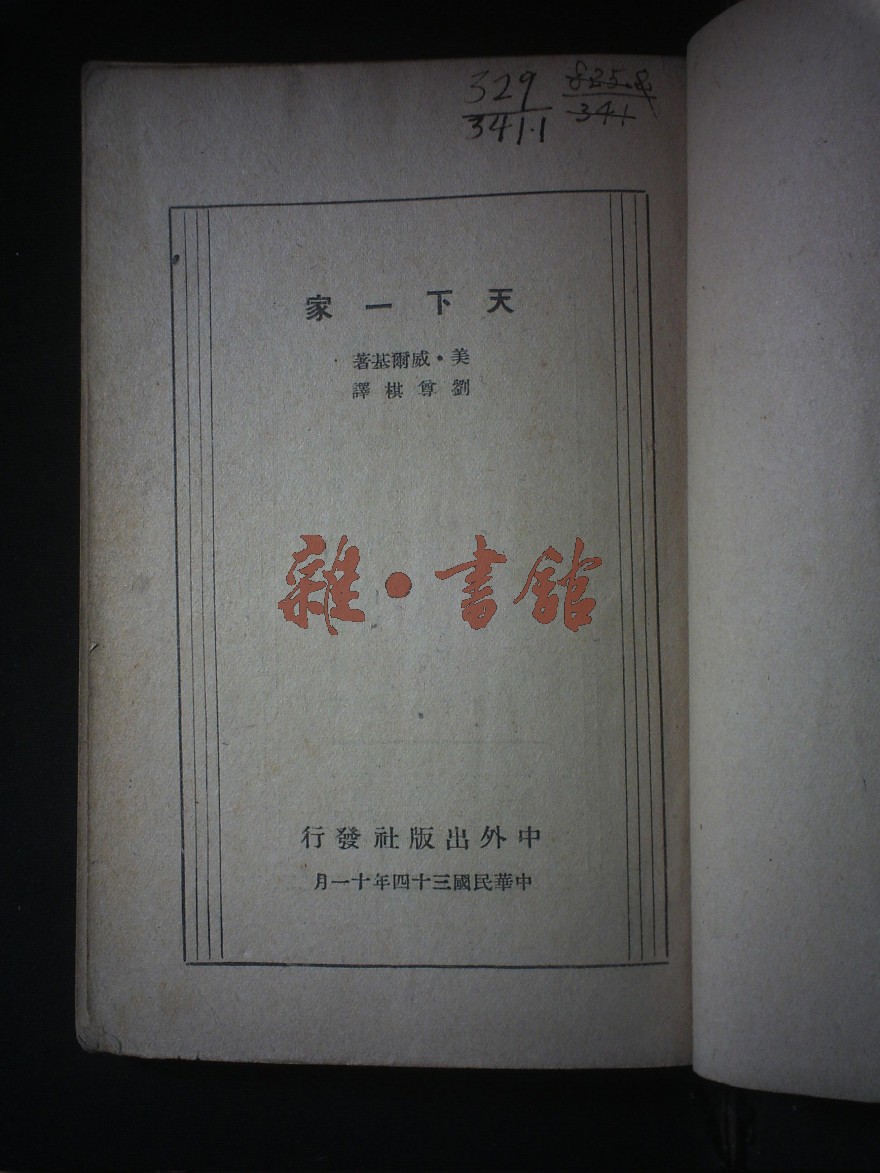 329 825.8
341.1 341
天下一家
美·威爾基著
劉尊棋譯
雜·書館
中外出版社發行
中華民國三十四年十一月